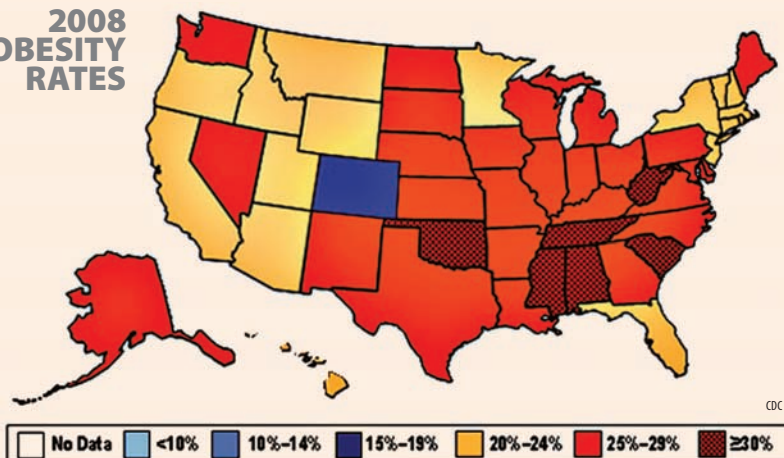 2008
OBESITY
RATES
CDC
No Data <10% 10%–14% 15%–19% 20%–24% 25%–29% ≥30%